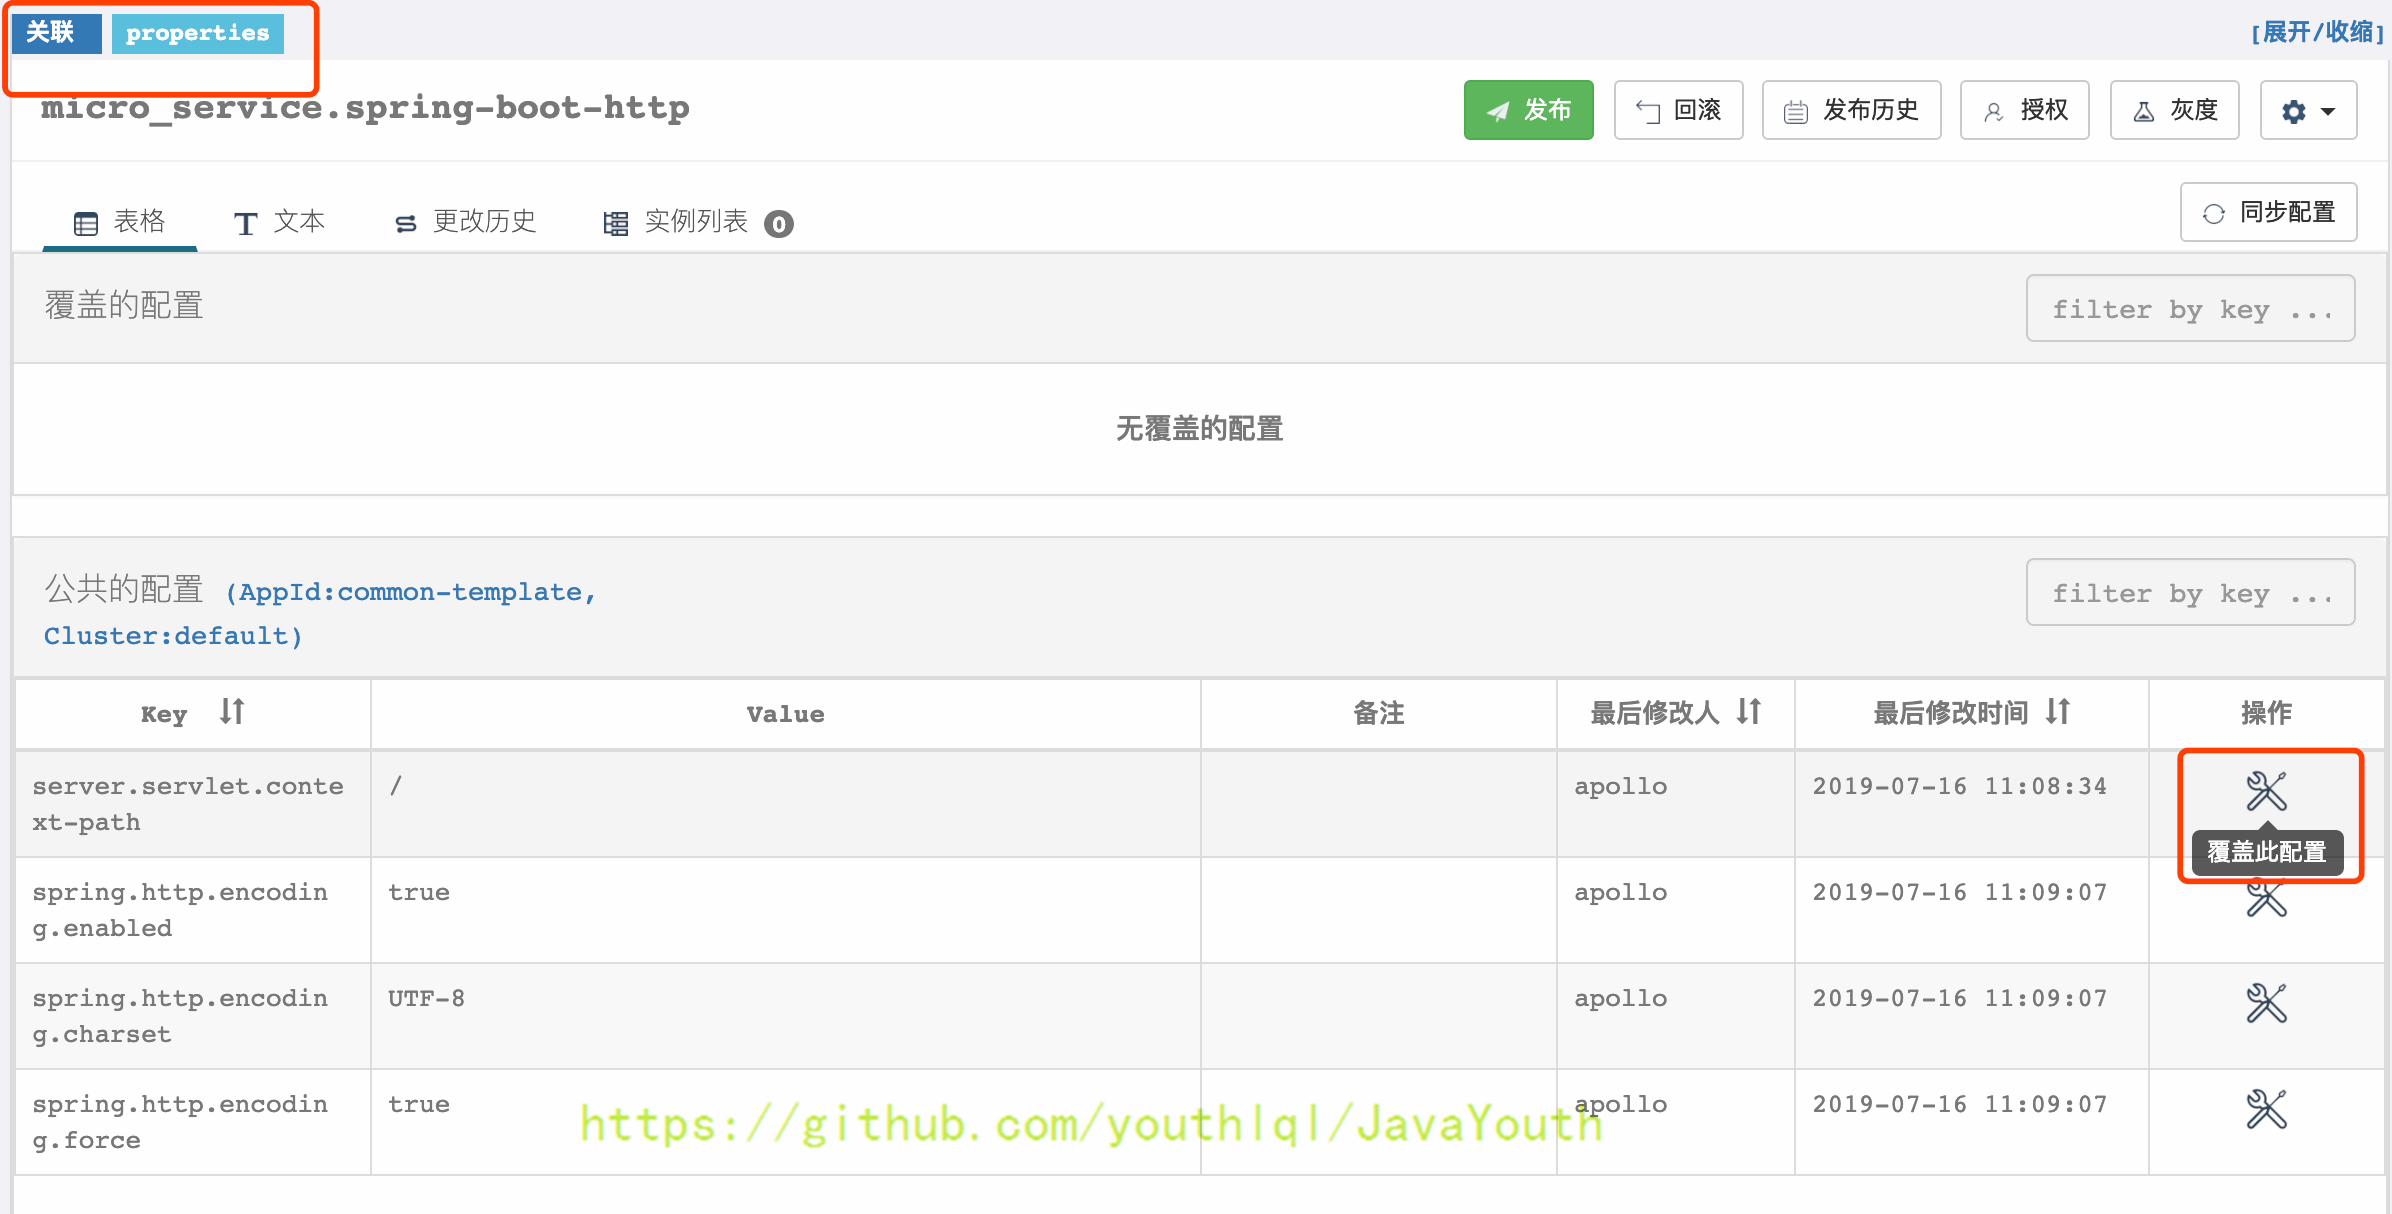 关联 properties [展开/收缩]
micro_service.spring-boot-http 发布 回滚 发布历史 授权 灰度
表格 文本 更改历史 实例列表 0 同步配置
覆盖的配置 filter by key ...
无覆盖的配置
公共的配置 (AppId:common-template, filter by key ...
Cluster:default)
Key Value 备注 最后修改人 最后修改时间 操作
server.servlet.conte / apollo 2019-07-16 11:08:34
xt-path
覆盖此配置
spring.http.encodin true apollo 2019-07-16 11:09:07
g.enabled
spring.http.encodin UTF-8 apollo 2019-07-16 11:09:07
g.charset
spring.http.encodin true apollo 2019-07-16 11:09:07
g.force
https://github.com/youthlql/JavaYouth